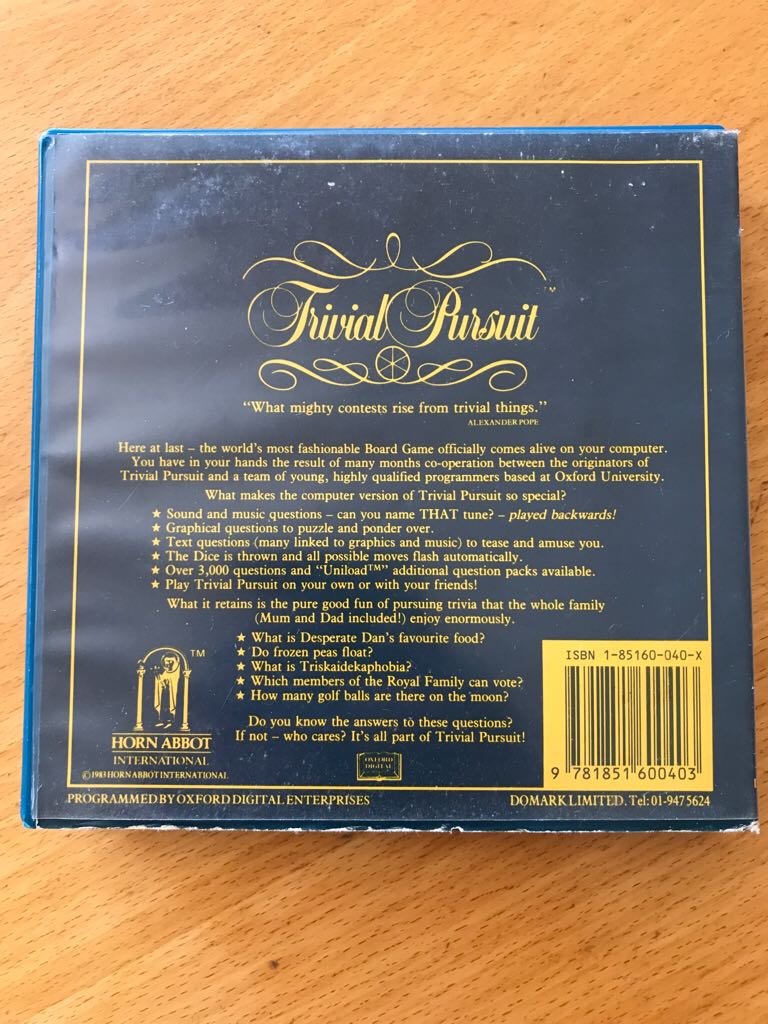 Trivial Pursuit™
“What mighty contests rise from trivial things.”
ALEXANDER POPE
Here at last – the world’s most fashionable Board Game officially comes alive on your computer.
You have in your hands the result of many months co-operation between the originators of
Trivial Pursuit and a team of young, highly qualified programmers based at Oxford University.
What makes the computer version of Trivial Pursuit so special?
★ Sound and music questions – can you name THAT tune? – played backwards!
★ Graphical questions to puzzle and ponder over.
★ Text questions (many linked to graphics and music) to tease and amuse you.
★ The Dice is thrown and all possible moves flash automatically.
★ Over 3,000 questions and “Uniload™” additional question packs available.
★ Play Trivial Pursuit on your own or with your friends!
What it retains is the pure good fun of pursuing trivia that the whole family
(Mum and Dad included!) enjoy enormously.
★ What is Desperate Dan’s favourite food?
★ Do frozen peas float?
★ What is Triskaidekaphobia?
★ Which members of the Royal Family can vote?
★ How many golf balls are there on the moon?
Do you know the answers to these questions?
If not – who cares? It’s all part of Trivial Pursuit!
TM
HORN ABBOT
INTERNATIONAL
© 1983 HORN ABBOT INTERNATIONAL
OXFORD
DIGITAL
ISBN 1-85160-040-X
9 781851 600403
PROGRAMMED BY OXFORD DIGITAL ENTERPRISES
DOMARK LIMITED. Tel: 01-947 5624